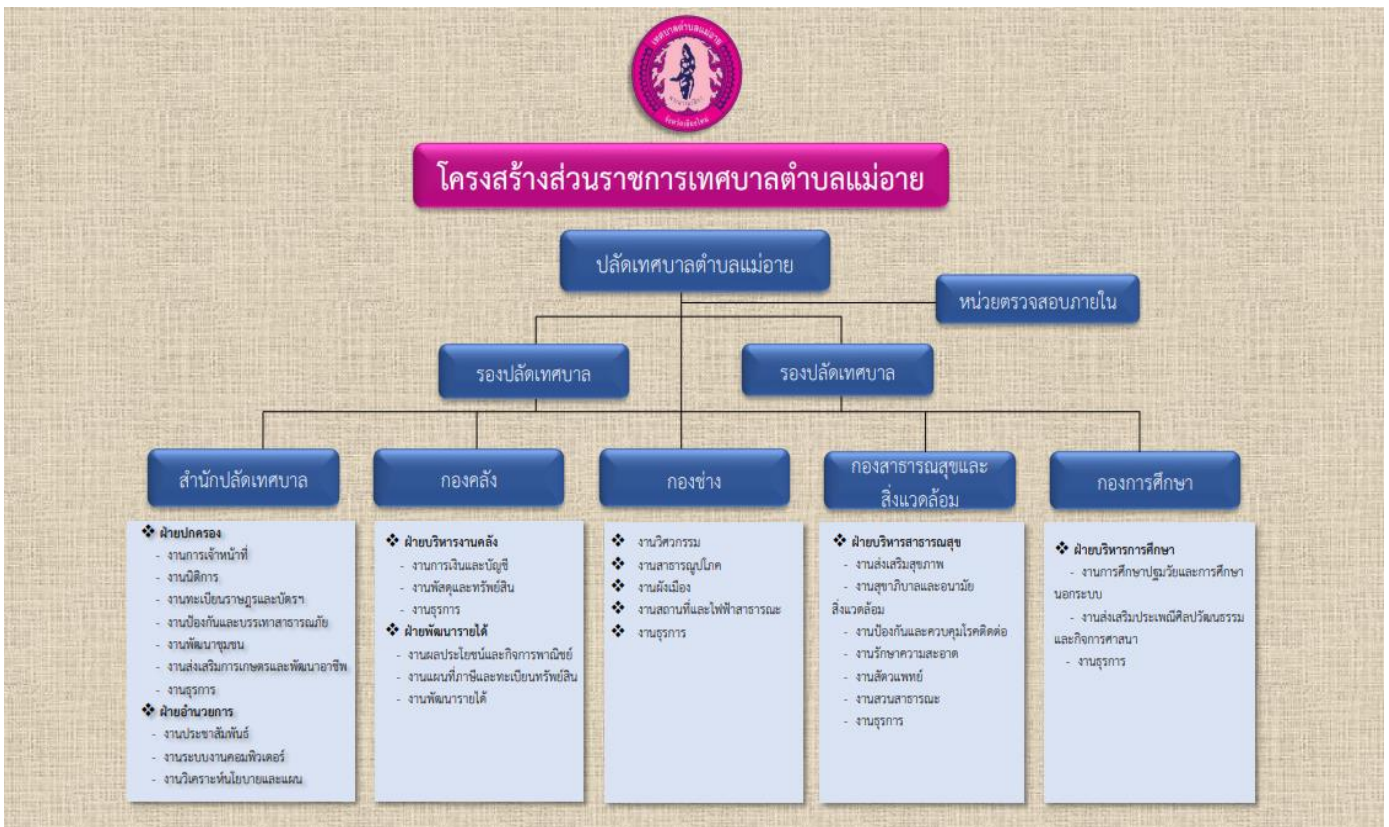 เทศบาลตำบลแม่อาย
จังหวัดเชียงใหม่
โครงสร้างส่วนราชการเทศบาลตำบลแม่อาย
ปลัดเทศบาลตำบลแม่อาย
หน่วยตรวจสอบภายใน
รองปลัดเทศบาล
รองปลัดเทศบาล
สำนักปลัดเทศบาล
❖ ฝ่ายปกครอง
- งานการเจ้าหน้าที่
- งานนิติการ
- งานทะเบียนราษฎรและบัตรฯ
- งานป้องกันและบรรเทาสาธารณภัย
- งานพัฒนาชุมชน
- งานส่งเสริมการเกษตรและพัฒนาอาชีพ
- งานธุรการ
❖ ฝ่ายอำนวยการ
- งานประชาสัมพันธ์
- งานระบบงานคอมพิวเตอร์
- งานวิเคราะห์นโยบายและแผน
กองคลัง
❖ ฝ่ายบริหารงานคลัง
- งานการเงินและบัญชี
- งานพัสดุและทรัพย์สิน
- งานธุรการ
❖ ฝ่ายพัฒนารายได้
- งานผลประโยชน์และกิจการพาณิชย์
- งานแผนที่ภาษีและทะเบียนทรัพย์สิน
- งานพัฒนารายได้
กองช่าง
❖ งานวิศวกรรม
❖ งานสาธารณูปโภค
❖ งานผังเมือง
❖ งานสถานที่และไฟฟ้าสาธารณะ
❖ งานธุรการ
กองสาธารณสุขและ
สิ่งแวดล้อม
❖ ฝ่ายบริหารสาธารณสุข
- งานส่งเสริมสุขภาพ
- งานสุขาภิบาลและอนามัย
สิ่งแวดล้อม
- งานป้องกันและควบคุมโรคติดต่อ
- งานรักษาความสะอาด
- งานสัตวแพทย์
- งานสวนสาธารณะ
- งานธุรการ
กองการศึกษา
❖ ฝ่ายบริหารการศึกษา
- งานการศึกษาปฐมวัยและการศึกษา
นอกระบบ
- งานส่งเสริมประเพณีศิลปวัฒนธรรม
และกิจการศาสนา
- งานธุรการ